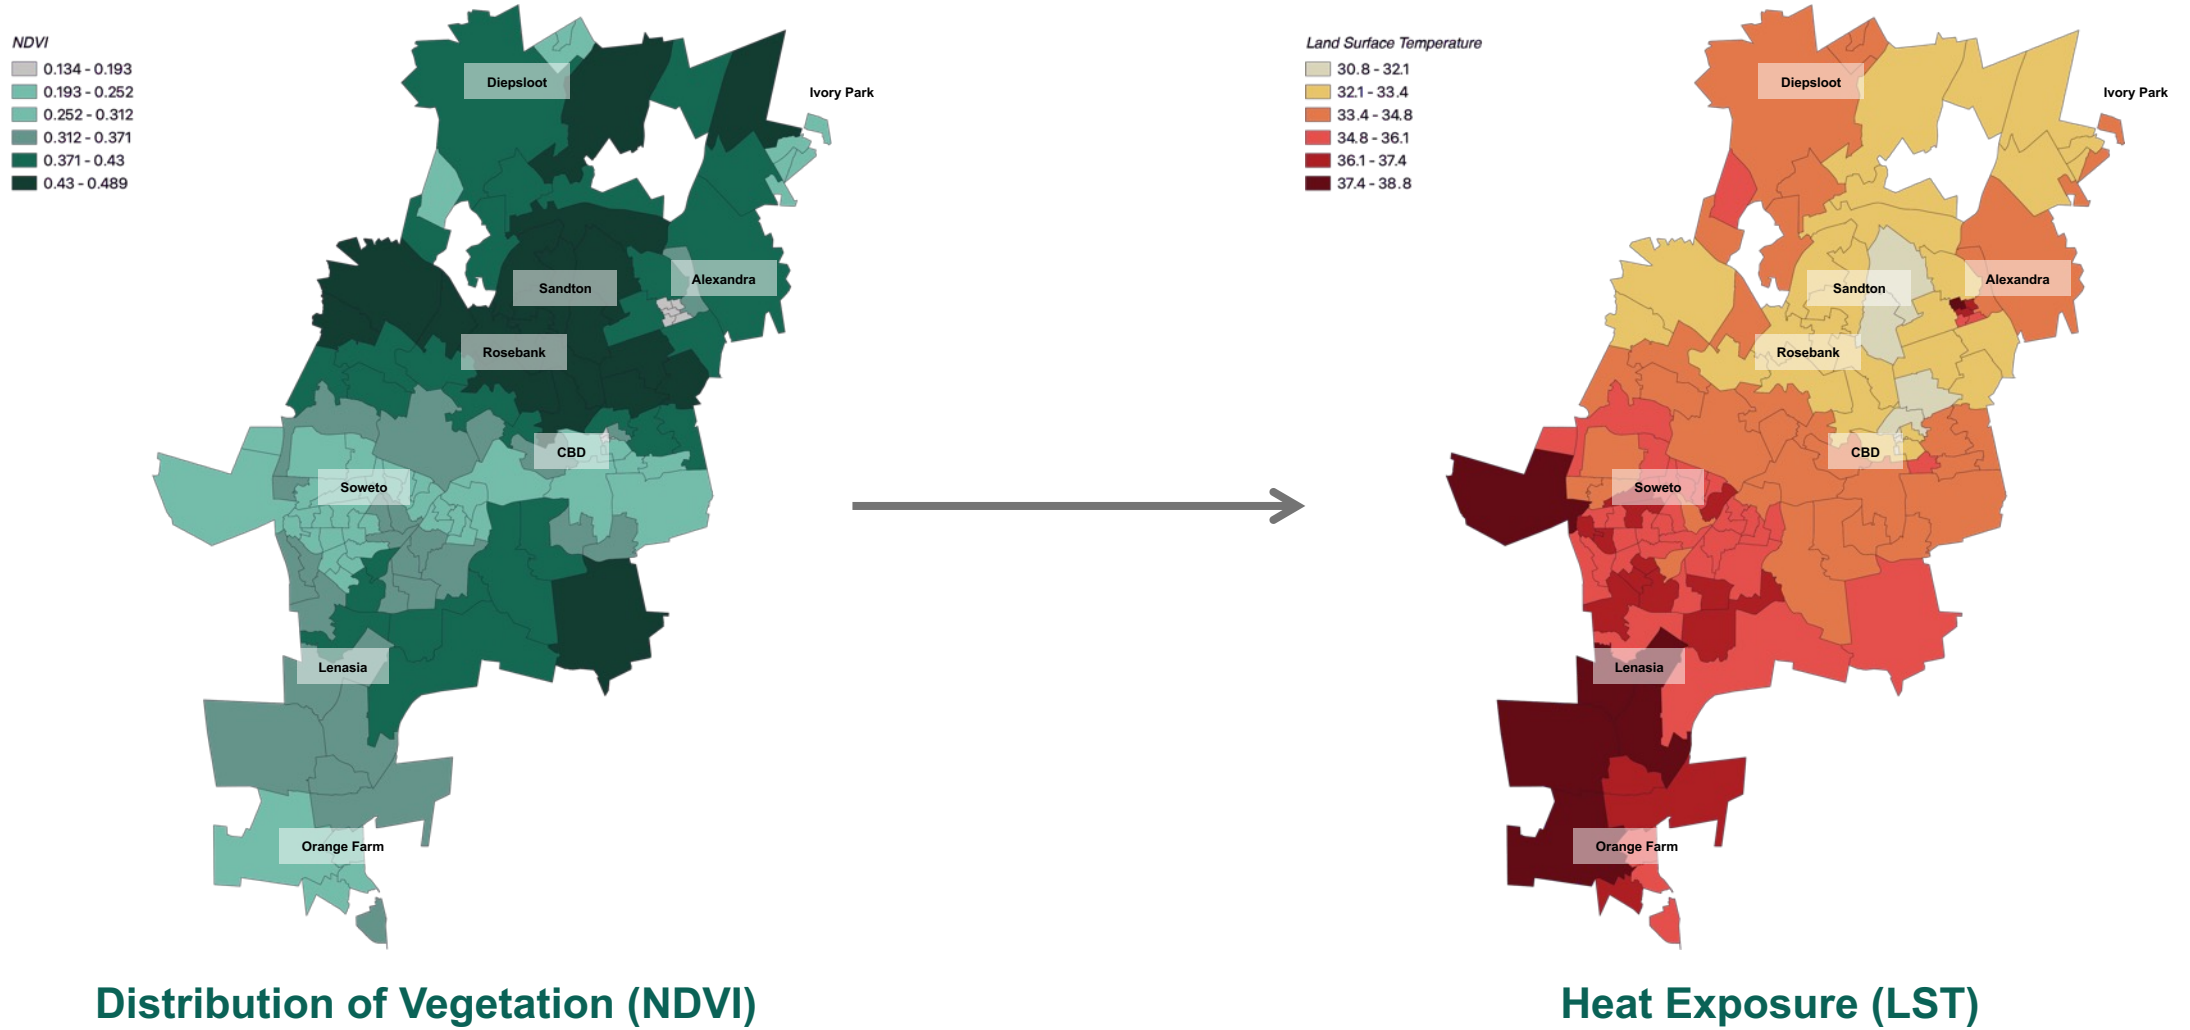 NDVI
0.134 - 0.193
0.193 - 0.252
0.252 - 0.312
0.312 - 0.371
0.371 - 0.43
0.43 - 0.489
Diepsloot
Ivory Park
Sandton
Alexandra
Rosebank
CBD
Soweto
Lenasia
Orange Farm
Distribution of Vegetation (NDVI)
Land Surface Temperature
30.8 - 32.1
32.1 - 33.4
33.4 - 34.8
34.8 - 36.1
36.1 - 37.4
37.4 - 38.8
Diepsloot
Ivory Park
Sandton
Alexandra
Rosebank
CBD
Soweto
Lenasia
Orange Farm
Heat Exposure (LST)